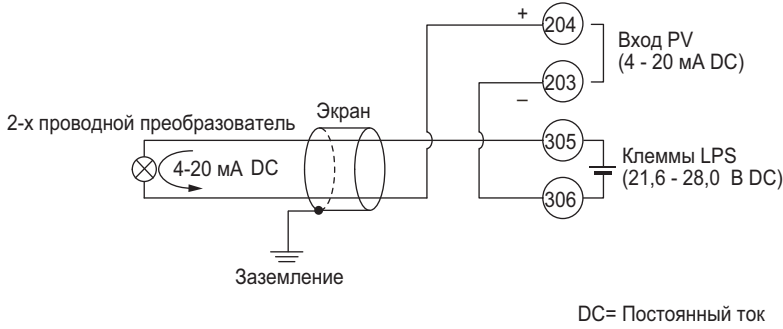 +
204
Вход PV
(4 - 20 мА DC)
203
–
2-х проводной преобразователь
Экран
305
4-20 мА DC
Клеммы LPS
(21,6 - 28,0 В DC)
306
Заземление
DC= Постоянный ток